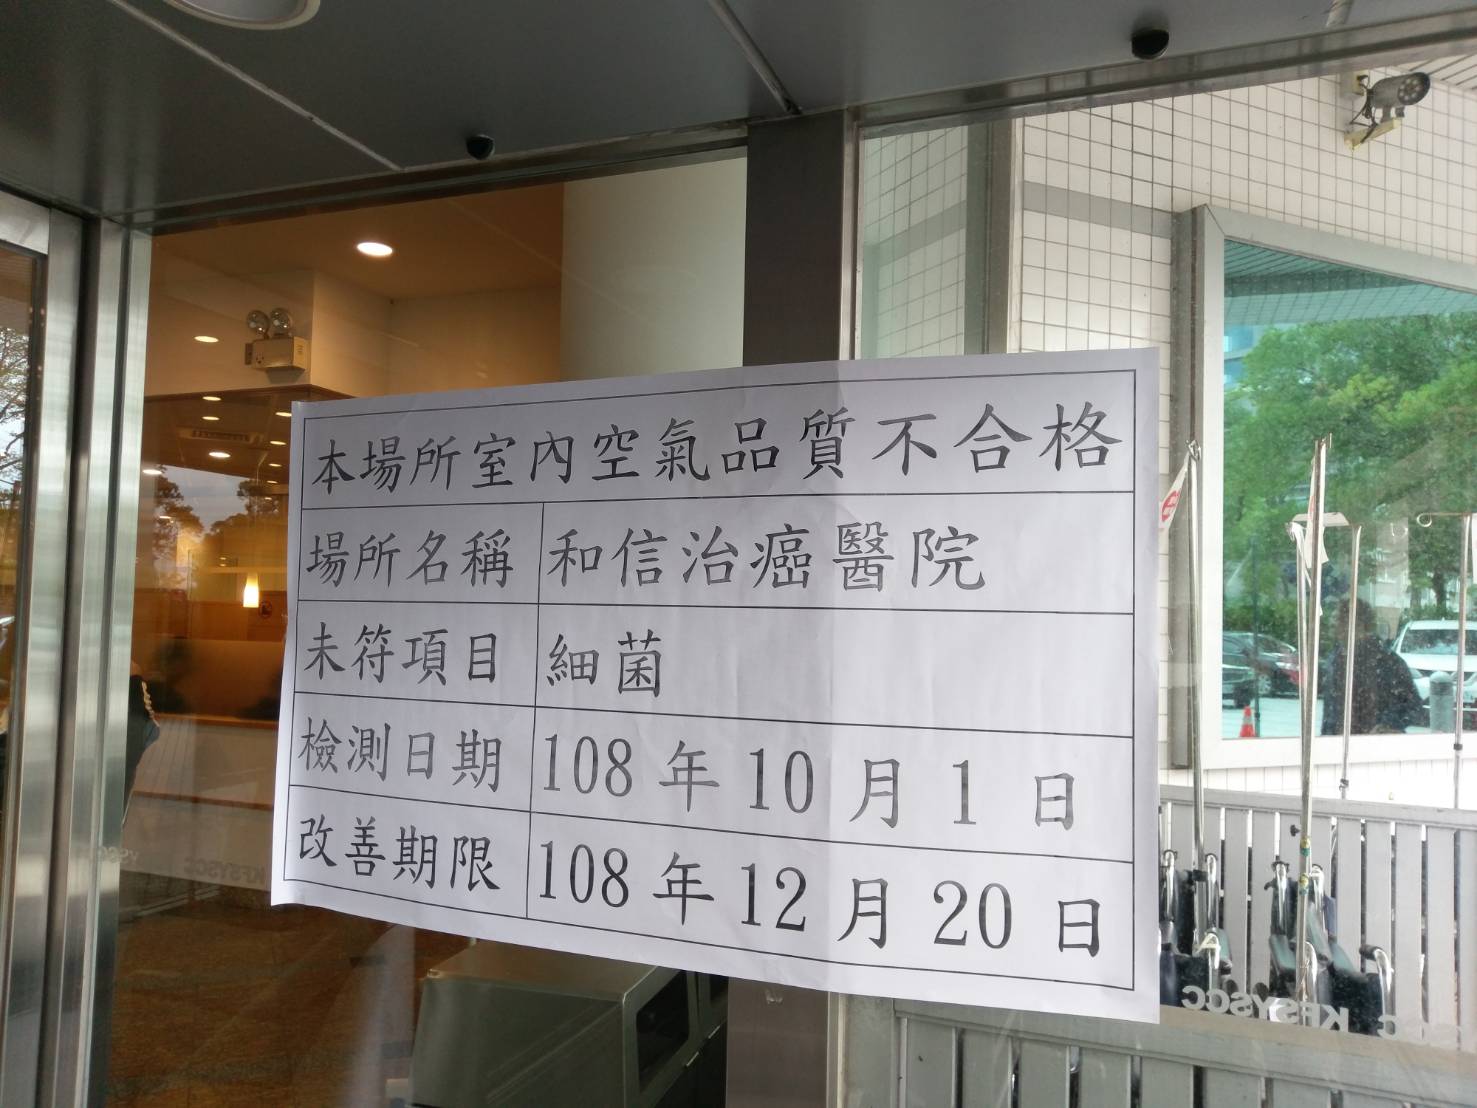 本場所室內空氣品質不合格
場所名稱 和信治癌醫院
未符項目 細菌
檢測日期 108 年 10 月 1 日
改善期限 108 年 12 月 20 日
KFSYSCC